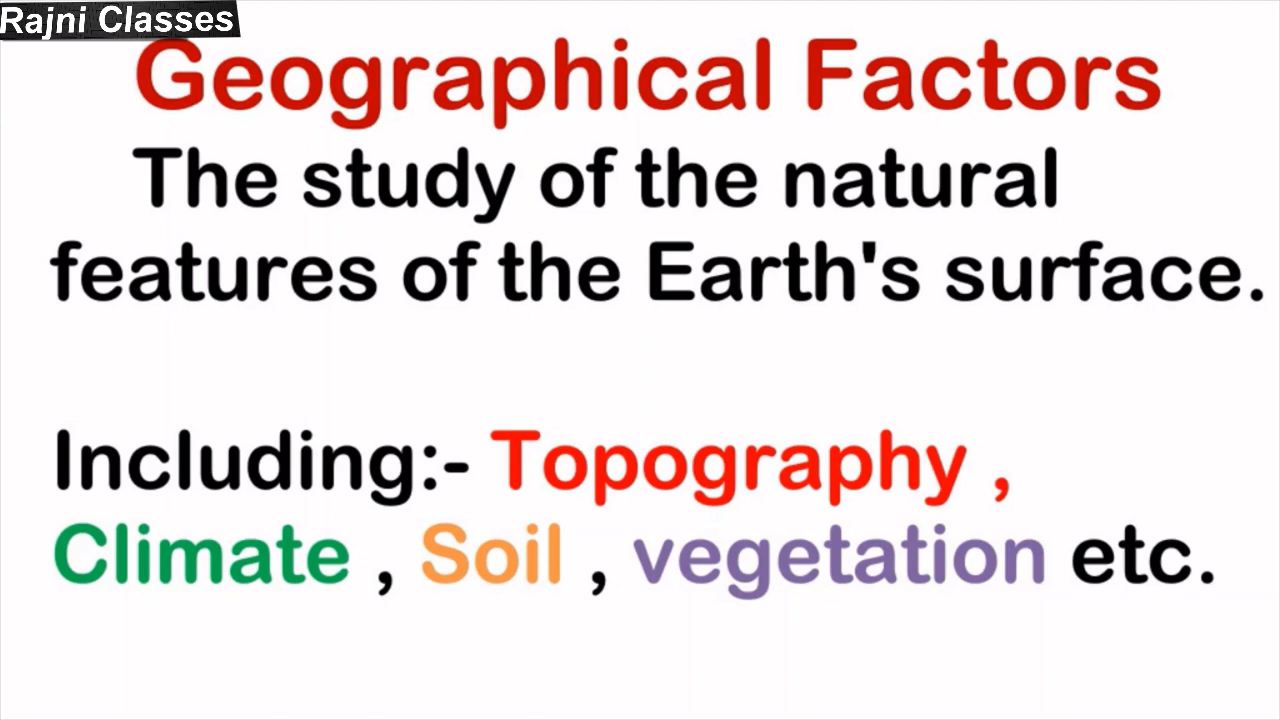 Rajni Classes
Geographical Factors
The study of the natural
features of the Earth's surface.
Including:- Topography ,
Climate , Soil , vegetation etc.